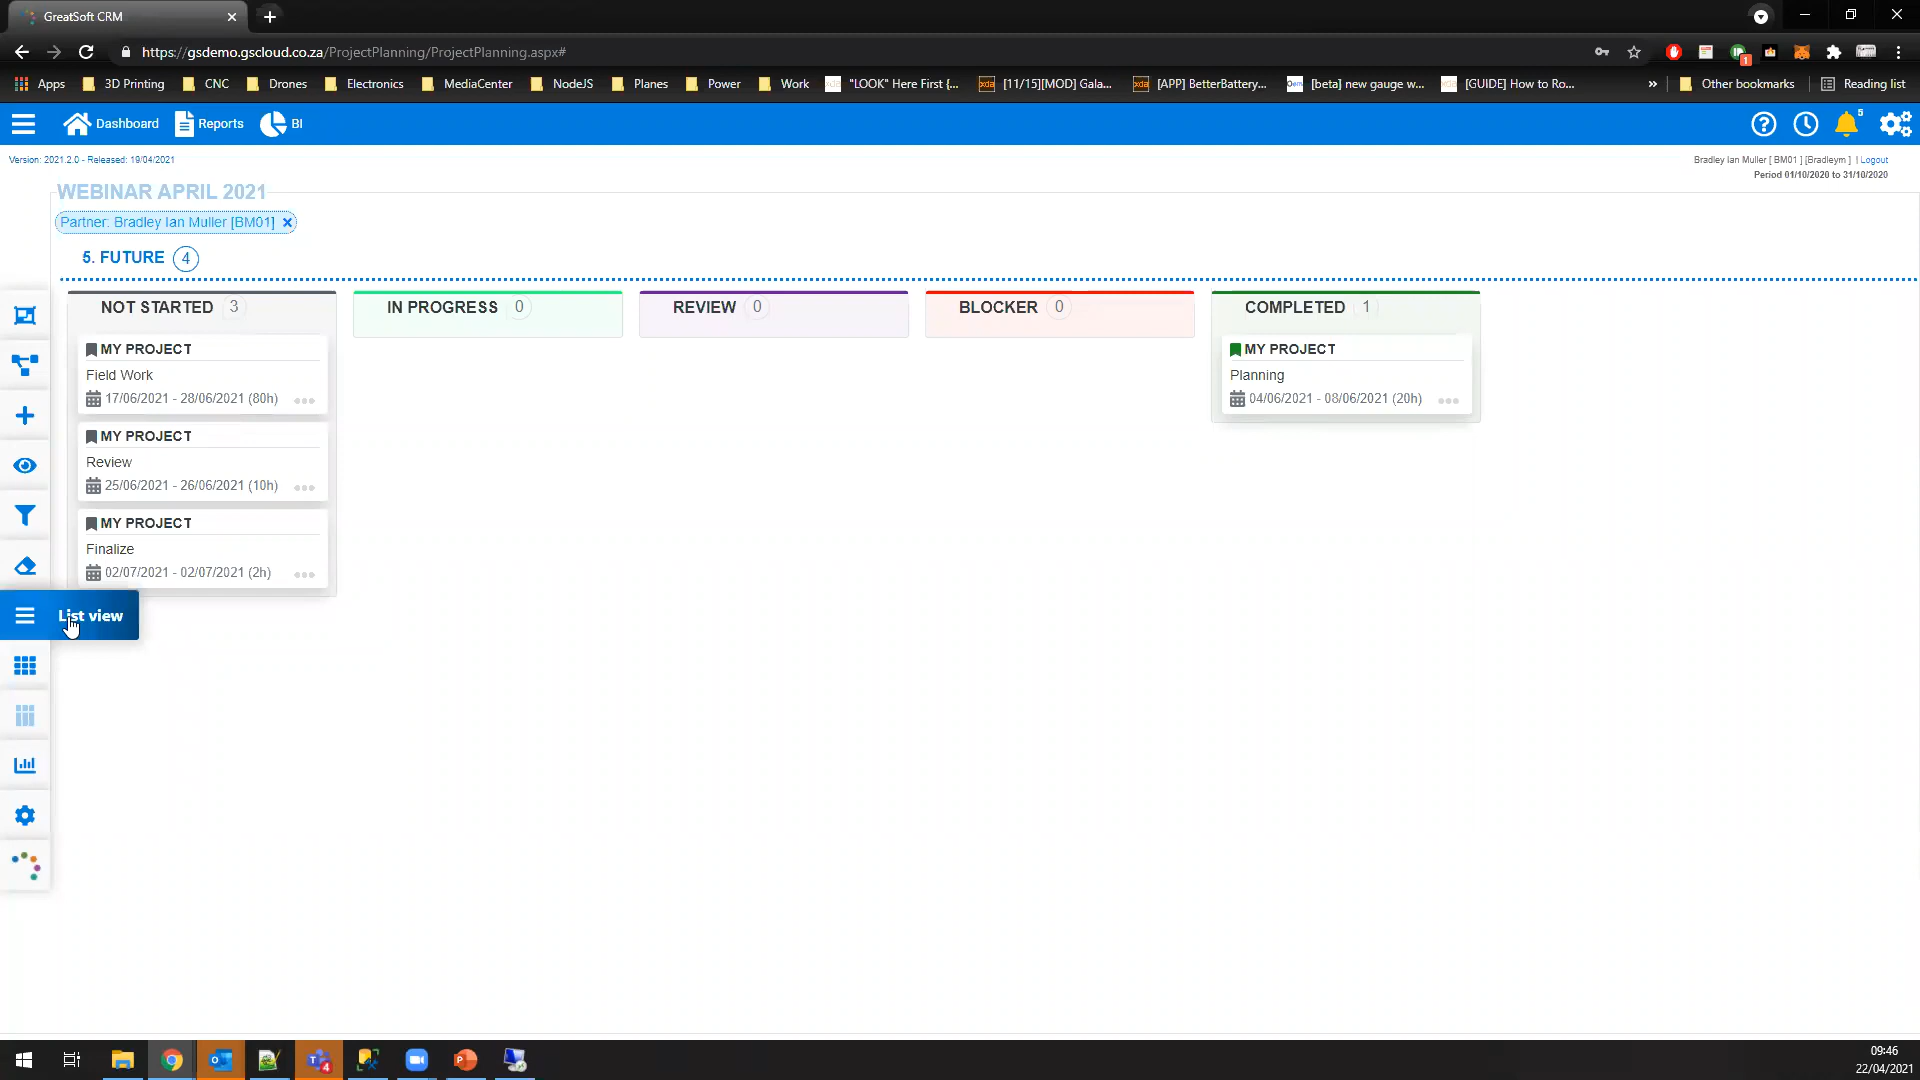 GreatSoft CRM
https://gsdemo.gscloud.co.za/ProjectPlanning/ProjectPlanning.aspx#
1
Apps
3D Printing
CNC
Drones
Electronics
MediaCenter
NodeJS
Planes
Power
Work
"LOOK" Here First {...
[11/15][MOD] Gala...
[APP] BetterBattery...
[beta] new gauge w...
[GUIDE] How to Ro...
»
Other bookmarks
Reading list
Dashboard
Reports
BI
5
Version: 2021.2.0 - Released: 19/04/2021
Bradley Ian Muller [ BM01 ] [Bradleym ] | Logout
Period 01/10/2020 to 31/10/2020
WEBINAR APRIL 2021
Partner: Bradley Ian Muller [BM01]
5. FUTURE 4
NOT STARTED 3
IN PROGRESS 0
REVIEW 0
BLOCKER 0
COMPLETED 1
MY PROJECT
Field Work
17/06/2021 - 28/06/2021 (80h)
MY PROJECT
Review
25/06/2021 - 26/06/2021 (10h)
MY PROJECT
Finalize
02/07/2021 - 02/07/2021 (2h)
MY PROJECT
Planning
04/06/2021 - 08/06/2021 (20h)
List view
4
09:46
22/04/2021